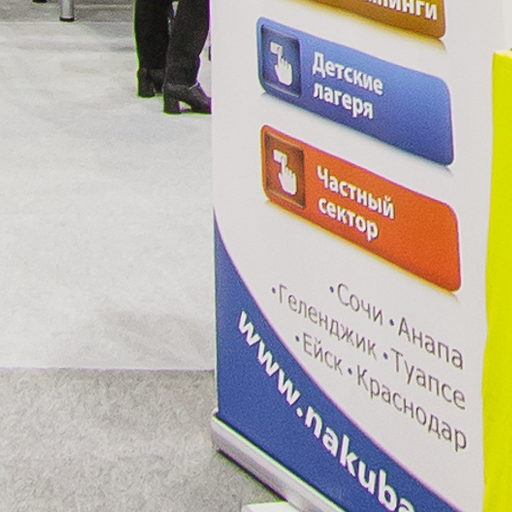 Детские
лагеря
Частный
сектор
•Сочи •Анапа
•Геленджик •Туапсе
•Ейск •Краснодар
www.nakuba